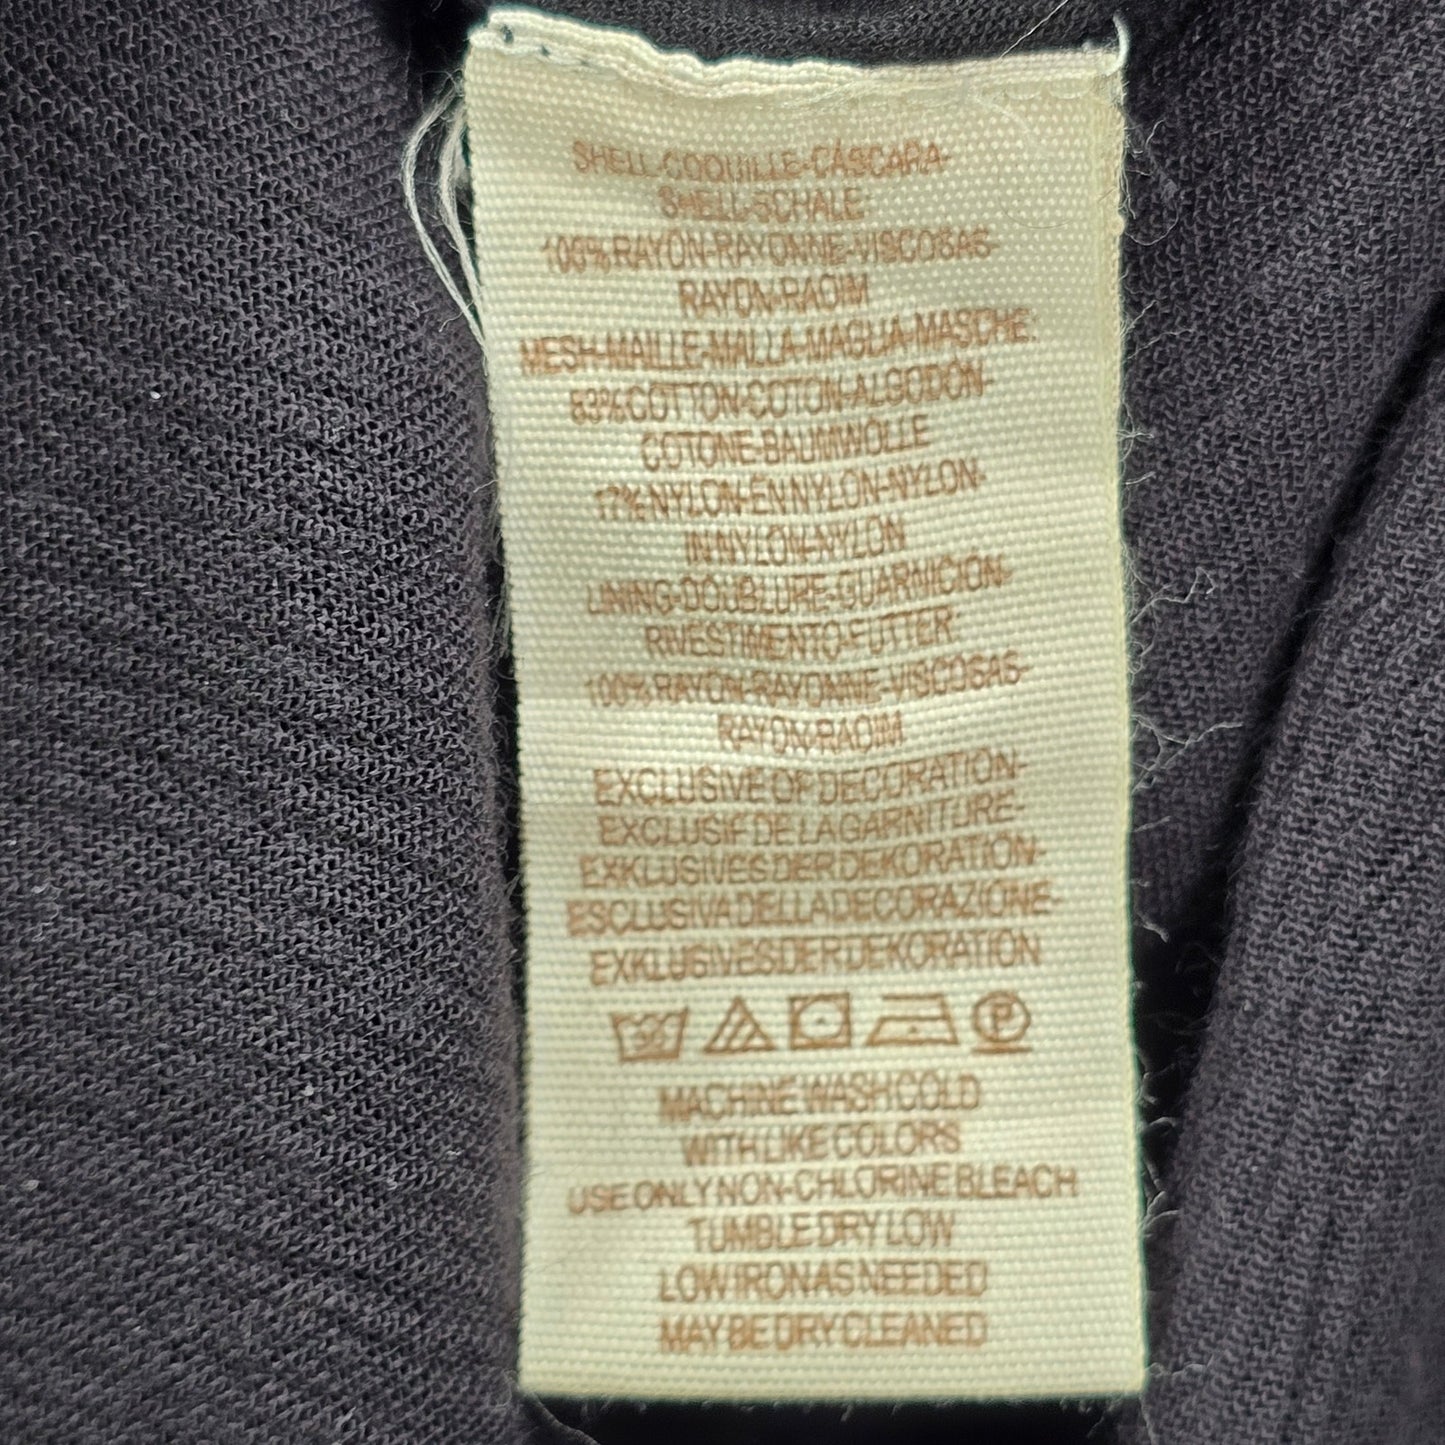 SHELL-COQUILLE-CÁSCARA-
SHELL-SCHALE
100% RAYON-RAYONNE-VISCOSAS-
RAYON-RAOIM
MESH-MAILLE-MALLA-MAGLIA-MASCHE
83% COTTON-COTON-ALGODÓN-
COTONE-BAUMWOLLE
17%-NYLON-EN NYLON-NYLON-
IN NYLON-NYLON
LINING-DOUBLURE-GUARNICION-
RIVESTIMENTO-FUTTER
100% RAYON-RAYONNE-VISCOSAS-
RAYON-RAOIM
EXCLUSIVE OF DECORATION-
EXCLUSIF DE LA GARNITURE-
EXKLUSIVES DER DEKORATION-
ESCLUSIVA DELLA DECORAZIONE-
EXKLUSIVES DER DEKORATION
30 P
MACHINE WASH COLD
WITH LIKE COLORS
USE ONLY NON-CHLORINE BLEACH
TUMBLE DRY LOW
LOW IRON AS NEEDED
MAY BE DRY CLEANED